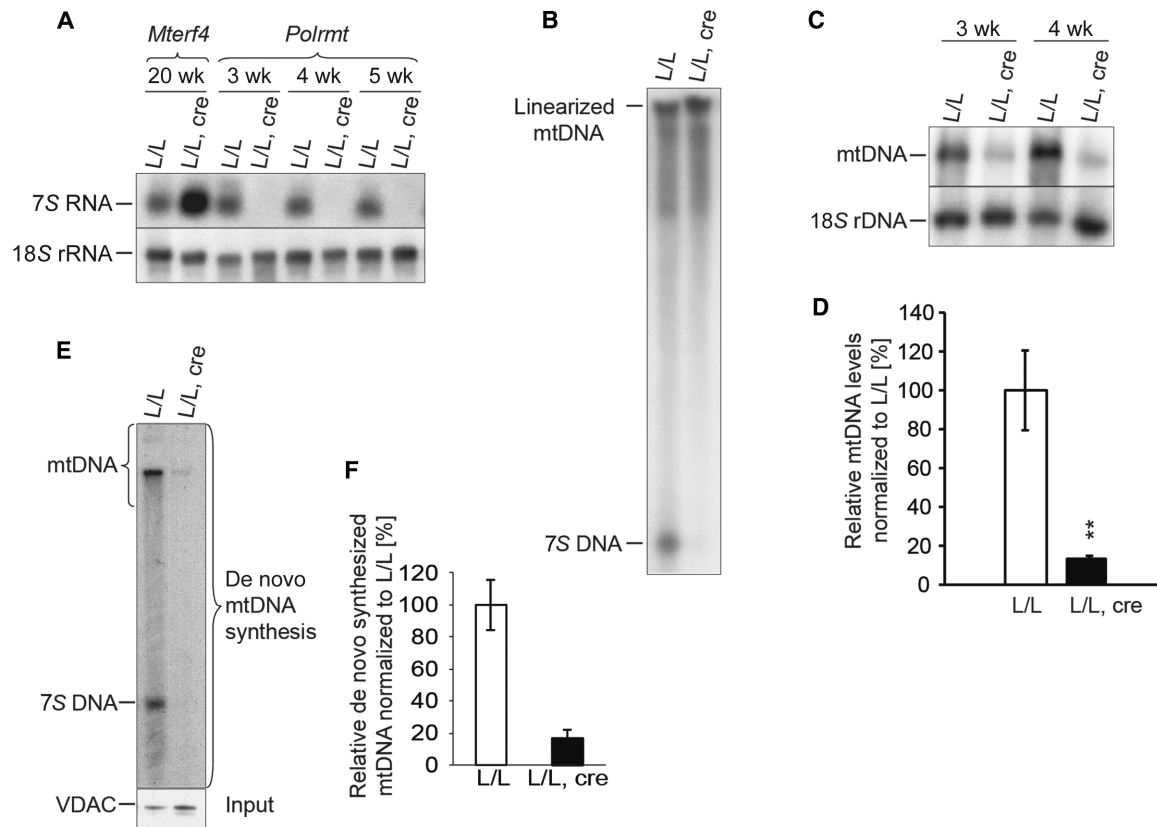 A
Mterf4 Polrmt
20 wk 3 wk 4 wk 5 wk
L/L L/L, cre L/L L/L, cre L/L L/L, cre L/L L/L, cre
7S RNA
18S rRNA
B
L/L L/L, cre
Linearized
mtDNA
7S DNA
C
3 wk 4 wk
L/L L/L, cre L/L L/L, cre
mtDNA
18S rDNA
D
Relative mtDNA levels
normalized to L/L [%]
140
120
100
80
60
40
20
0
**
L/L L/L, cre
E
L/L L/L, cre
mtDNA
De novo
mtDNA
synthesis
7S DNA
VDAC Input
F
Relative de novo synthesized
mtDNA normalized to L/L [%]
120
100
80
60
40
20
0
L/L L/L, cre